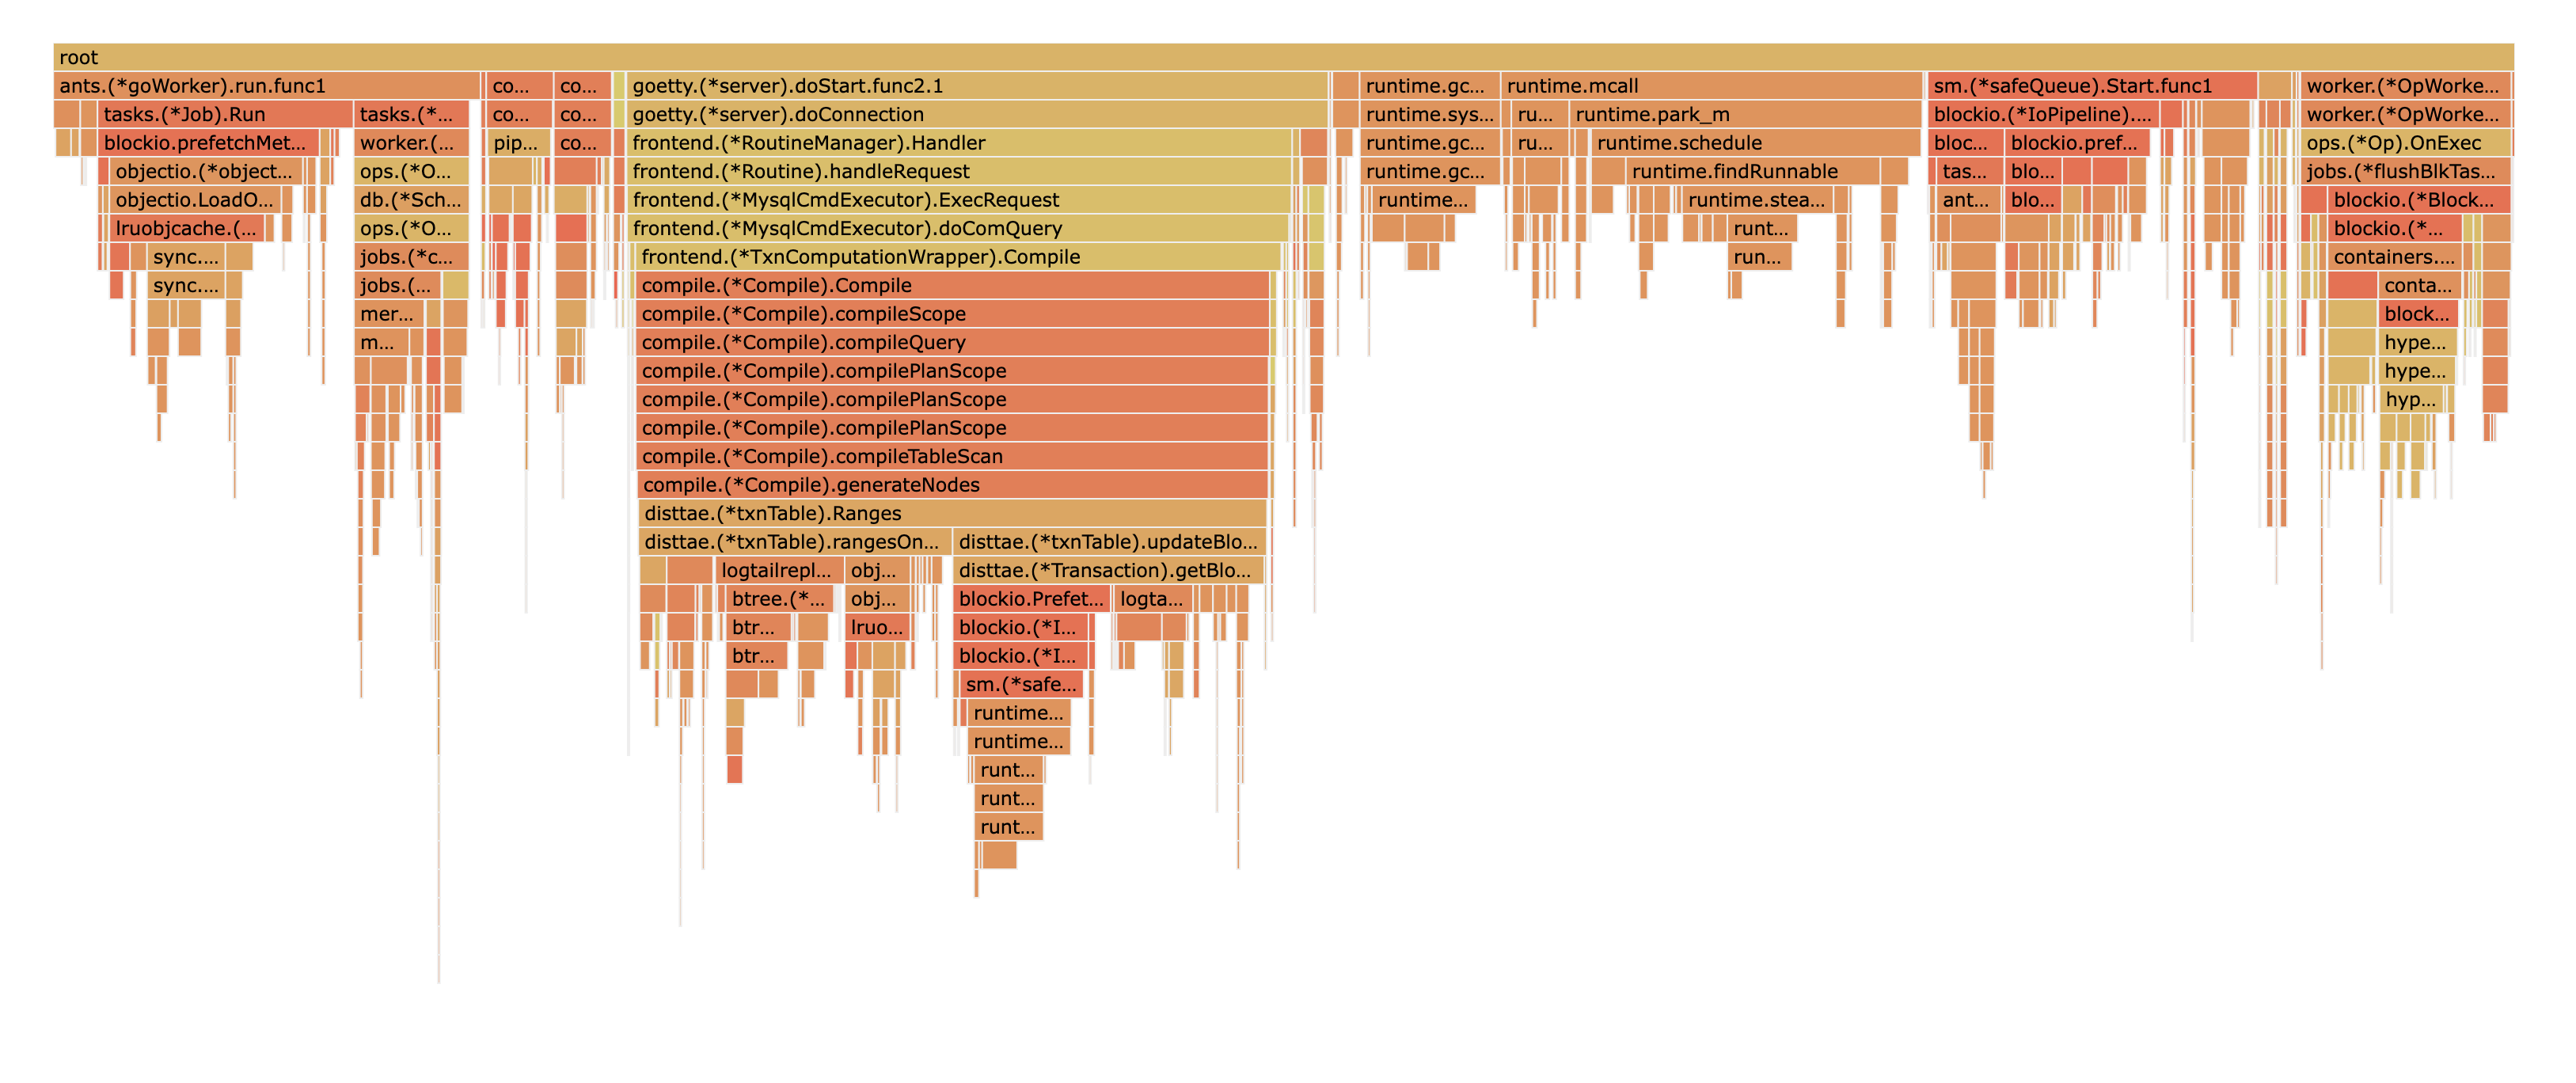 root
ants.(*goWorker).run.func1 co... co... goetty.(*server).doStart.func2.1 runtime.gc... runtime.mcall sm.(*safeQueue).Start.func1 worker.(*OpWorke...
tasks.(*Job).Run tasks.(*... co... co... goetty.(*server).doConnection runtime.sys... ru... runtime.park_m blockio.(*IoPipeline).... worker.(*OpWorke...
blockio.prefetchMet... worker.(... pip... co... frontend.(*RoutineManager).Handler runtime.gc... ru... runtime.schedule bloc... blockio.pref... ops.(*Op).OnExec
objectio.(*object... ops.(*O... frontend.(*Routine).handleRequest runtime.gc... runtime.findRunnable tas... blo... jobs.(*flushBlkTas...
objectio.LoadO... db.(*Sch... frontend.(*MysqlCmdExecutor).ExecRequest runtime... runtime.stea... ant... blo... blockio.(*Block...
lruobjcache.(... ops.(*O... frontend.(*MysqlCmdExecutor).doComQuery runt... blockio.(*...
sync.... jobs.(*c... frontend.(*TxnComputationWrapper).Compile run... containers....
sync.... jobs.(... compile.(*Compile).Compile conta...
mer... compile.(*Compile).compileScope block...
m... compile.(*Compile).compileQuery hype...
compile.(*Compile).compilePlanScope hype...
compile.(*Compile).compilePlanScope hyp...
compile.(*Compile).compilePlanScope
compile.(*Compile).compileTableScan
compile.(*Compile).generateNodes
disttae.(*txnTable).Ranges
disttae.(*txnTable).rangesOn... disttae.(*txnTable).updateBlo...
logtailrepl... obj... disttae.(*Transaction).getBlo...
btree.(*... obj... blockio.Prefet... logta...
btr... lruo... blockio.(*I...
btr... blockio.(*I...
sm.(*safe...
runtime...
runtime...
runt...
runt...
runt...